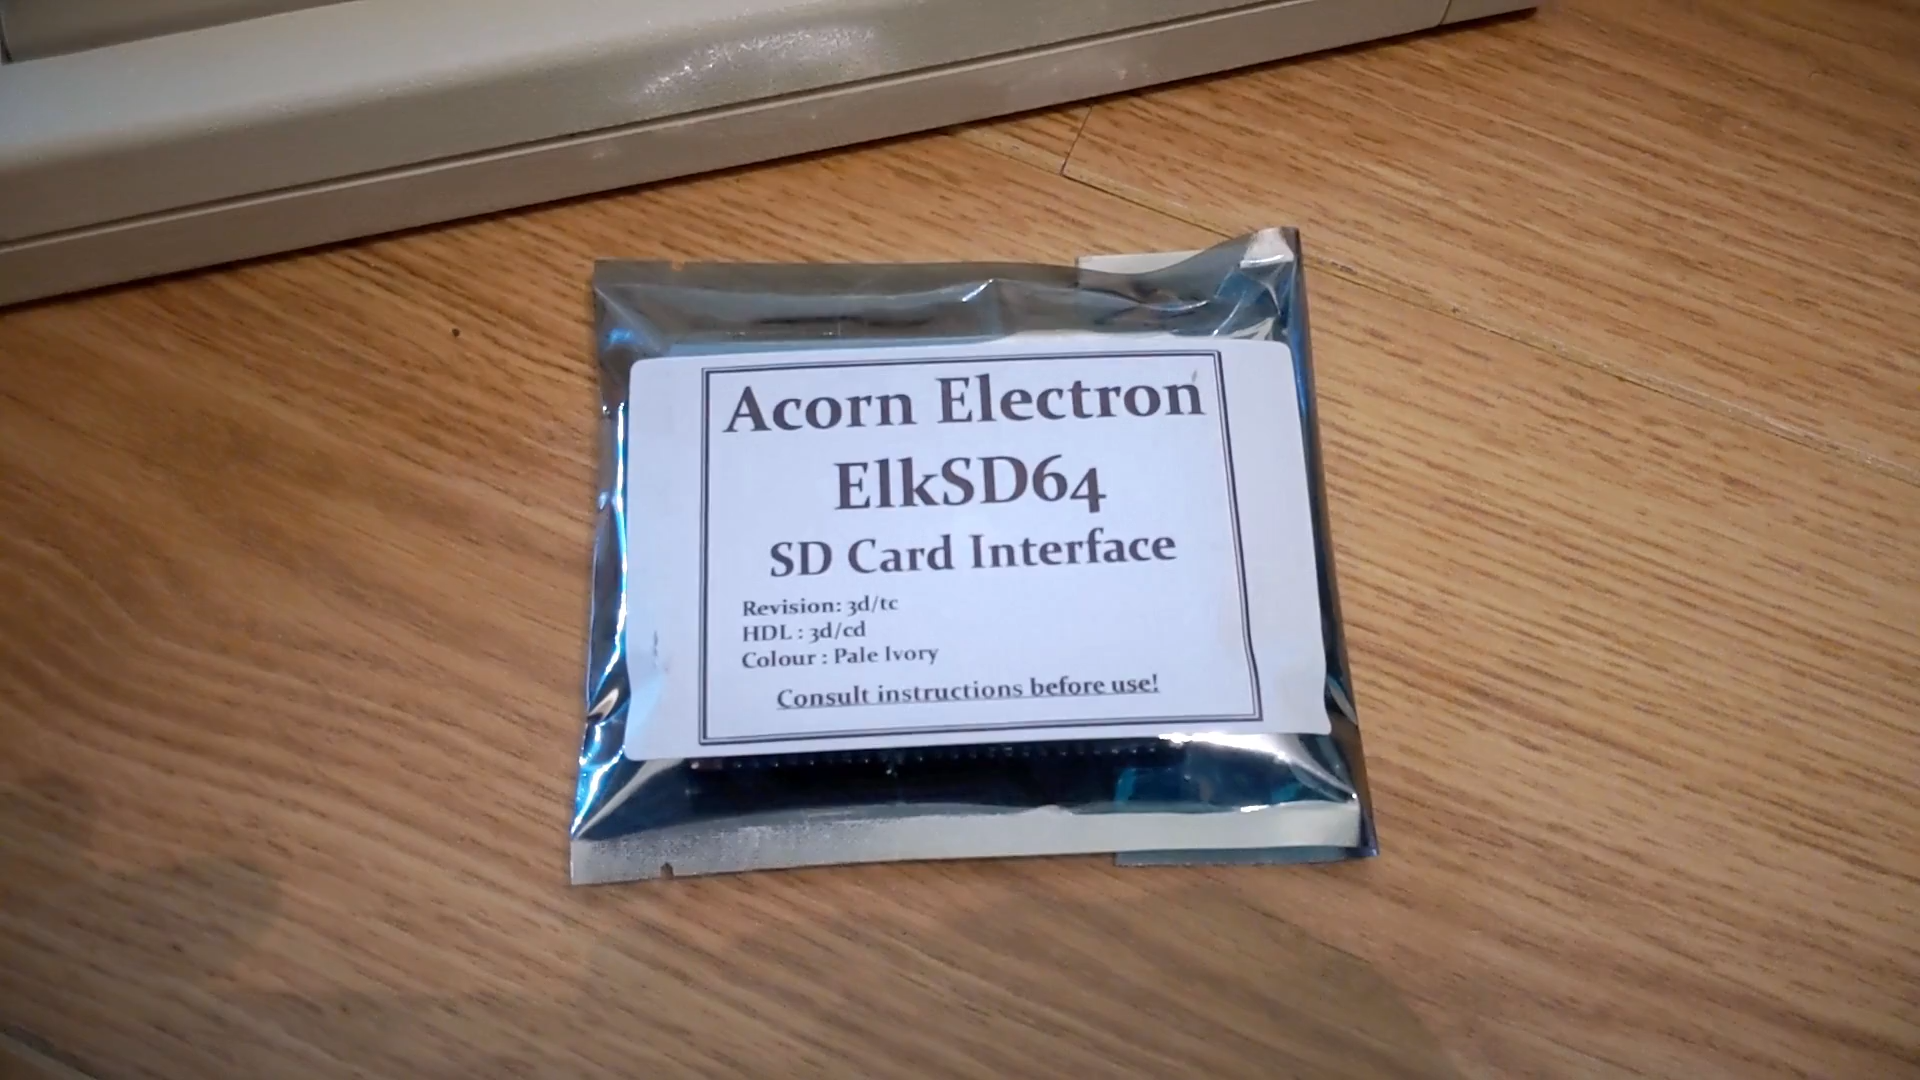 Acorn Electron
ElkSD64
SD Card Interface
Revision: 3d/tc
HDL : 3d/cd
Colour : Pale Ivory
Consult instructions before use!